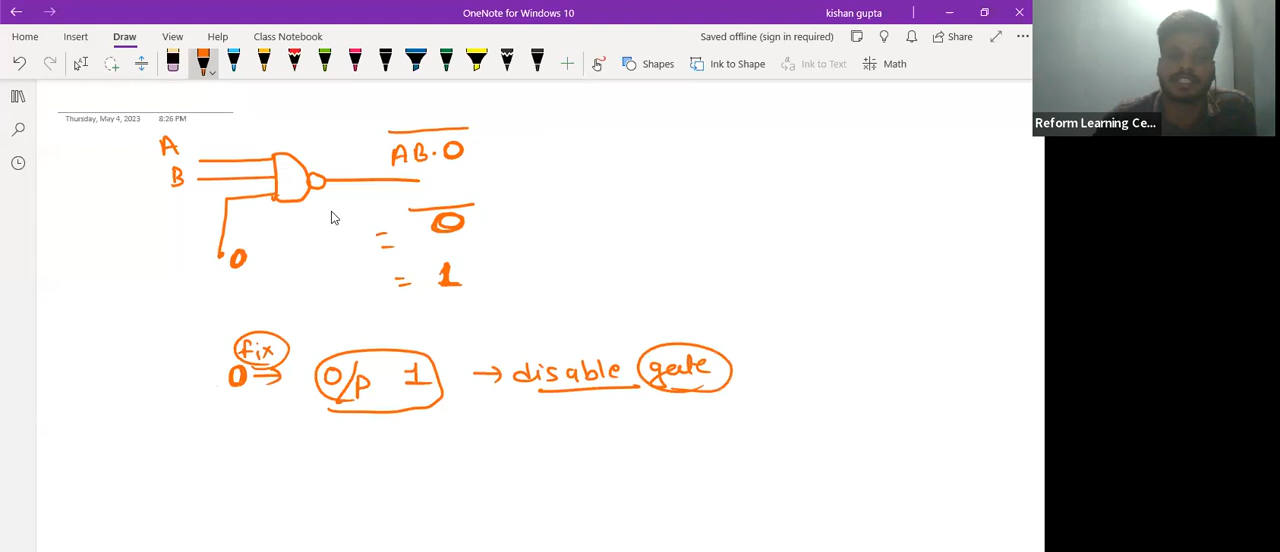 OneNote for Windows 10
kishan gupta
Home Insert Draw View Help Class Notebook
Saved offline (sign in required)
Share
Shapes
Ink to Shape
Ink to Text
Math
Thursday, May 4, 2023 8:26 PM
Reform Learning Ce...
A
B
0
A̅B̅.̅0̅
= 0̅
= 1
fix
0 ⇒ O/P 1 → disable gate